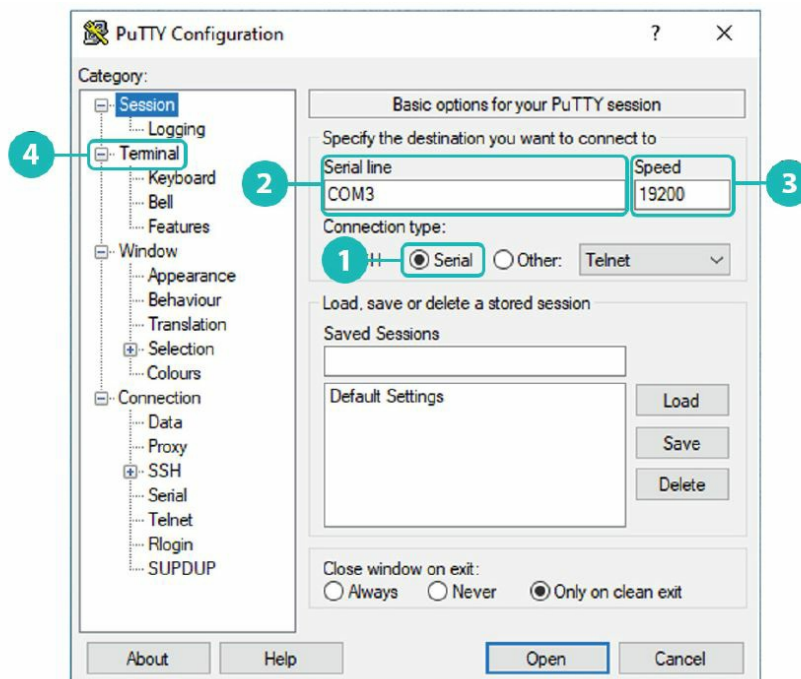 PuTTY Configuration
?
Category:
Session
Logging
4
Terminal
Keyboard
Bell
Features
Window
Appearance
Behaviour
Translation
Selection
Colours
Connection
Data
Proxy
SSH
Serial
Telnet
Rlogin
SUPDUP
Basic options for your PuTTY session
Specify the destination you want to connect to
Serial line
Speed
2
COM3
19200
3
Connection type:
1
H
Serial
Other:
Telnet
Load, save or delete a stored session
Saved Sessions
Default Settings
Load
Save
Delete
Close window on exit:
Always
Never
Only on clean exit
About
Help
Open
Cancel